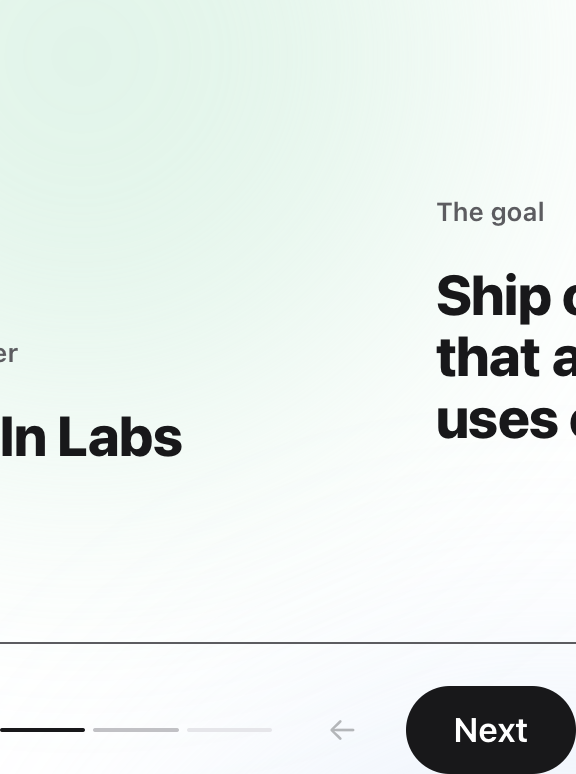 The goal
Ship
that
uses
er
In Labs
Next